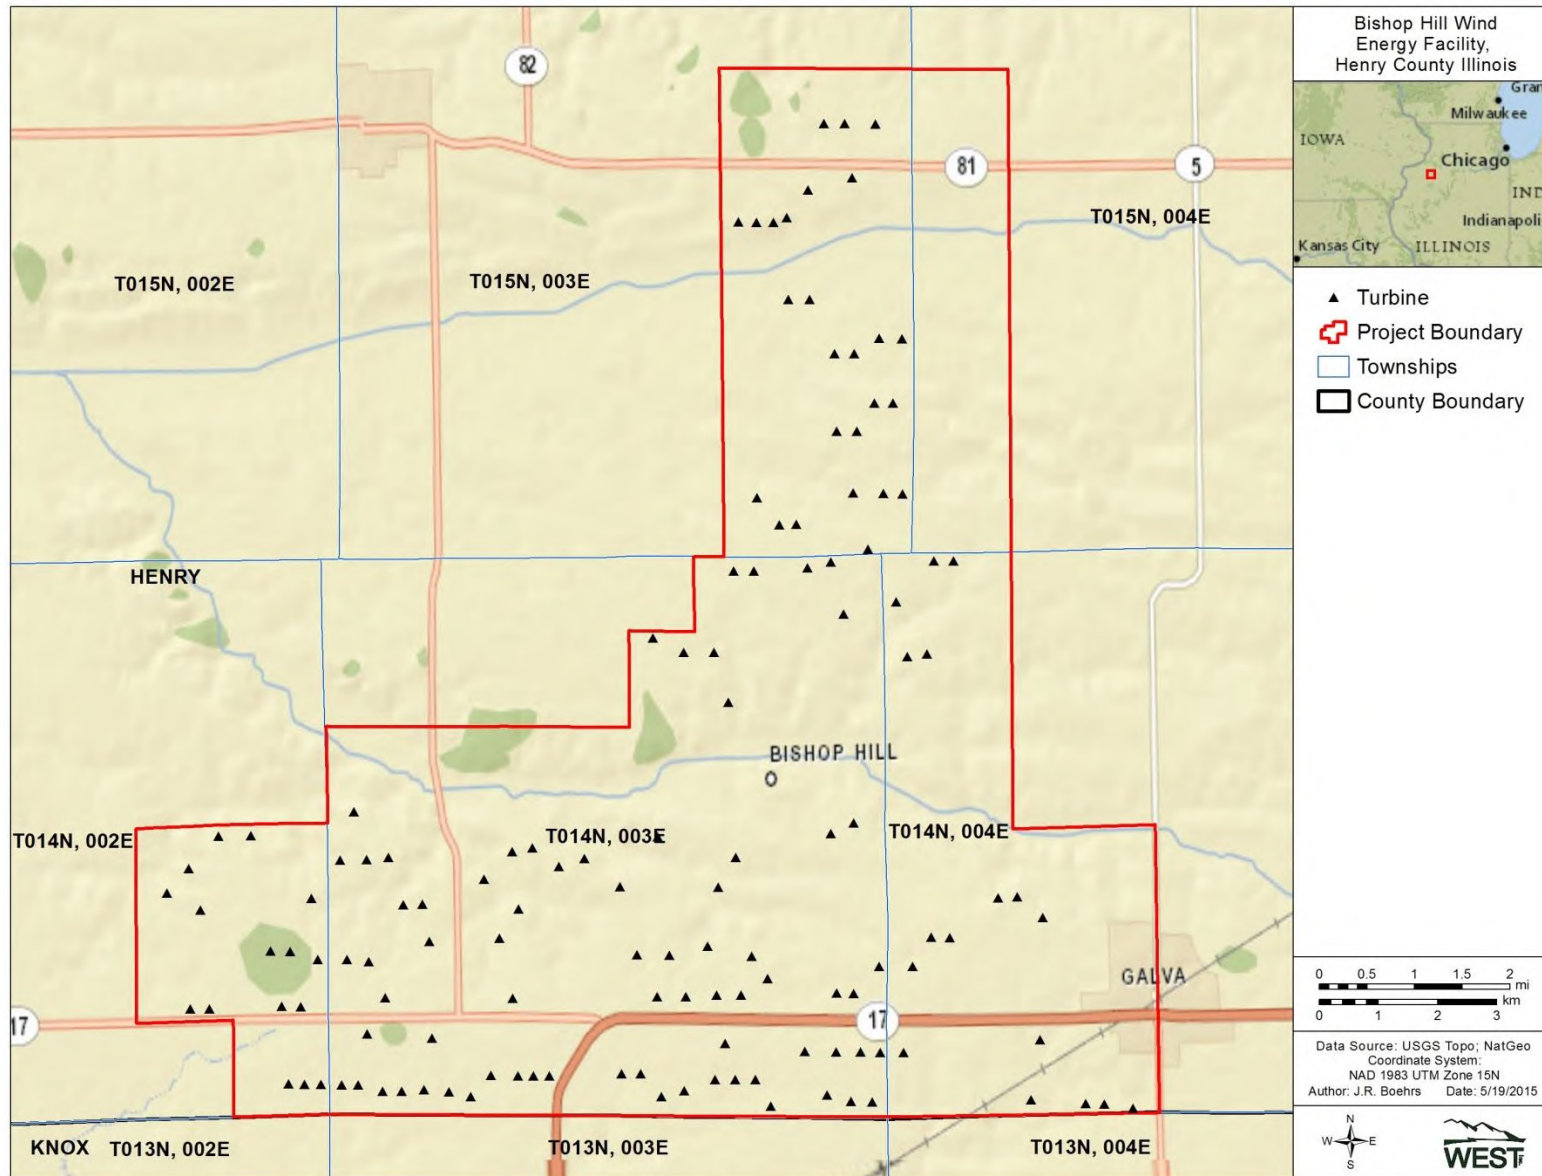 82
81
5
T015N, 004E
T015N, 002E
T015N, 003E
HENRY
BISHOP HILL
T014N, 002E
T014N, 003E
T014N, 004E
GALVA
17
17
KNOX
T013N, 002E
T013N, 003E
T013N, 004E
Bishop Hill Wind
Energy Facility,
Henry County Illinois
Gran
Milwaukee
IOWA
Chicago
IND
Indianapoli
Kansas City
ILLINOIS
Turbine
Project Boundary
Townships
County Boundary
0 0.5 1 1.5 2
mi
km
0 1 2 3
Data Source: USGS Topo; NatGeo
Coordinate System:
NAD 1983 UTM Zone 15N
Author: J.R. Boehrs Date: 5/19/2015
N
W E
S
WEST